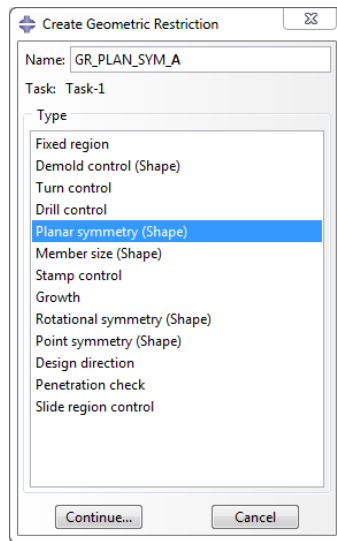 Create Geometric Restriction
Name: GR_PLAN_SYM_A
Task: Task-1
Type
Fixed region
Demold control (Shape)
Turn control
Drill control
Planar symmetry (Shape)
Member size (Shape)
Stamp control
Growth
Rotational symmetry (Shape)
Point symmetry (Shape)
Design direction
Penetration check
Slide region control
Continue... Cancel